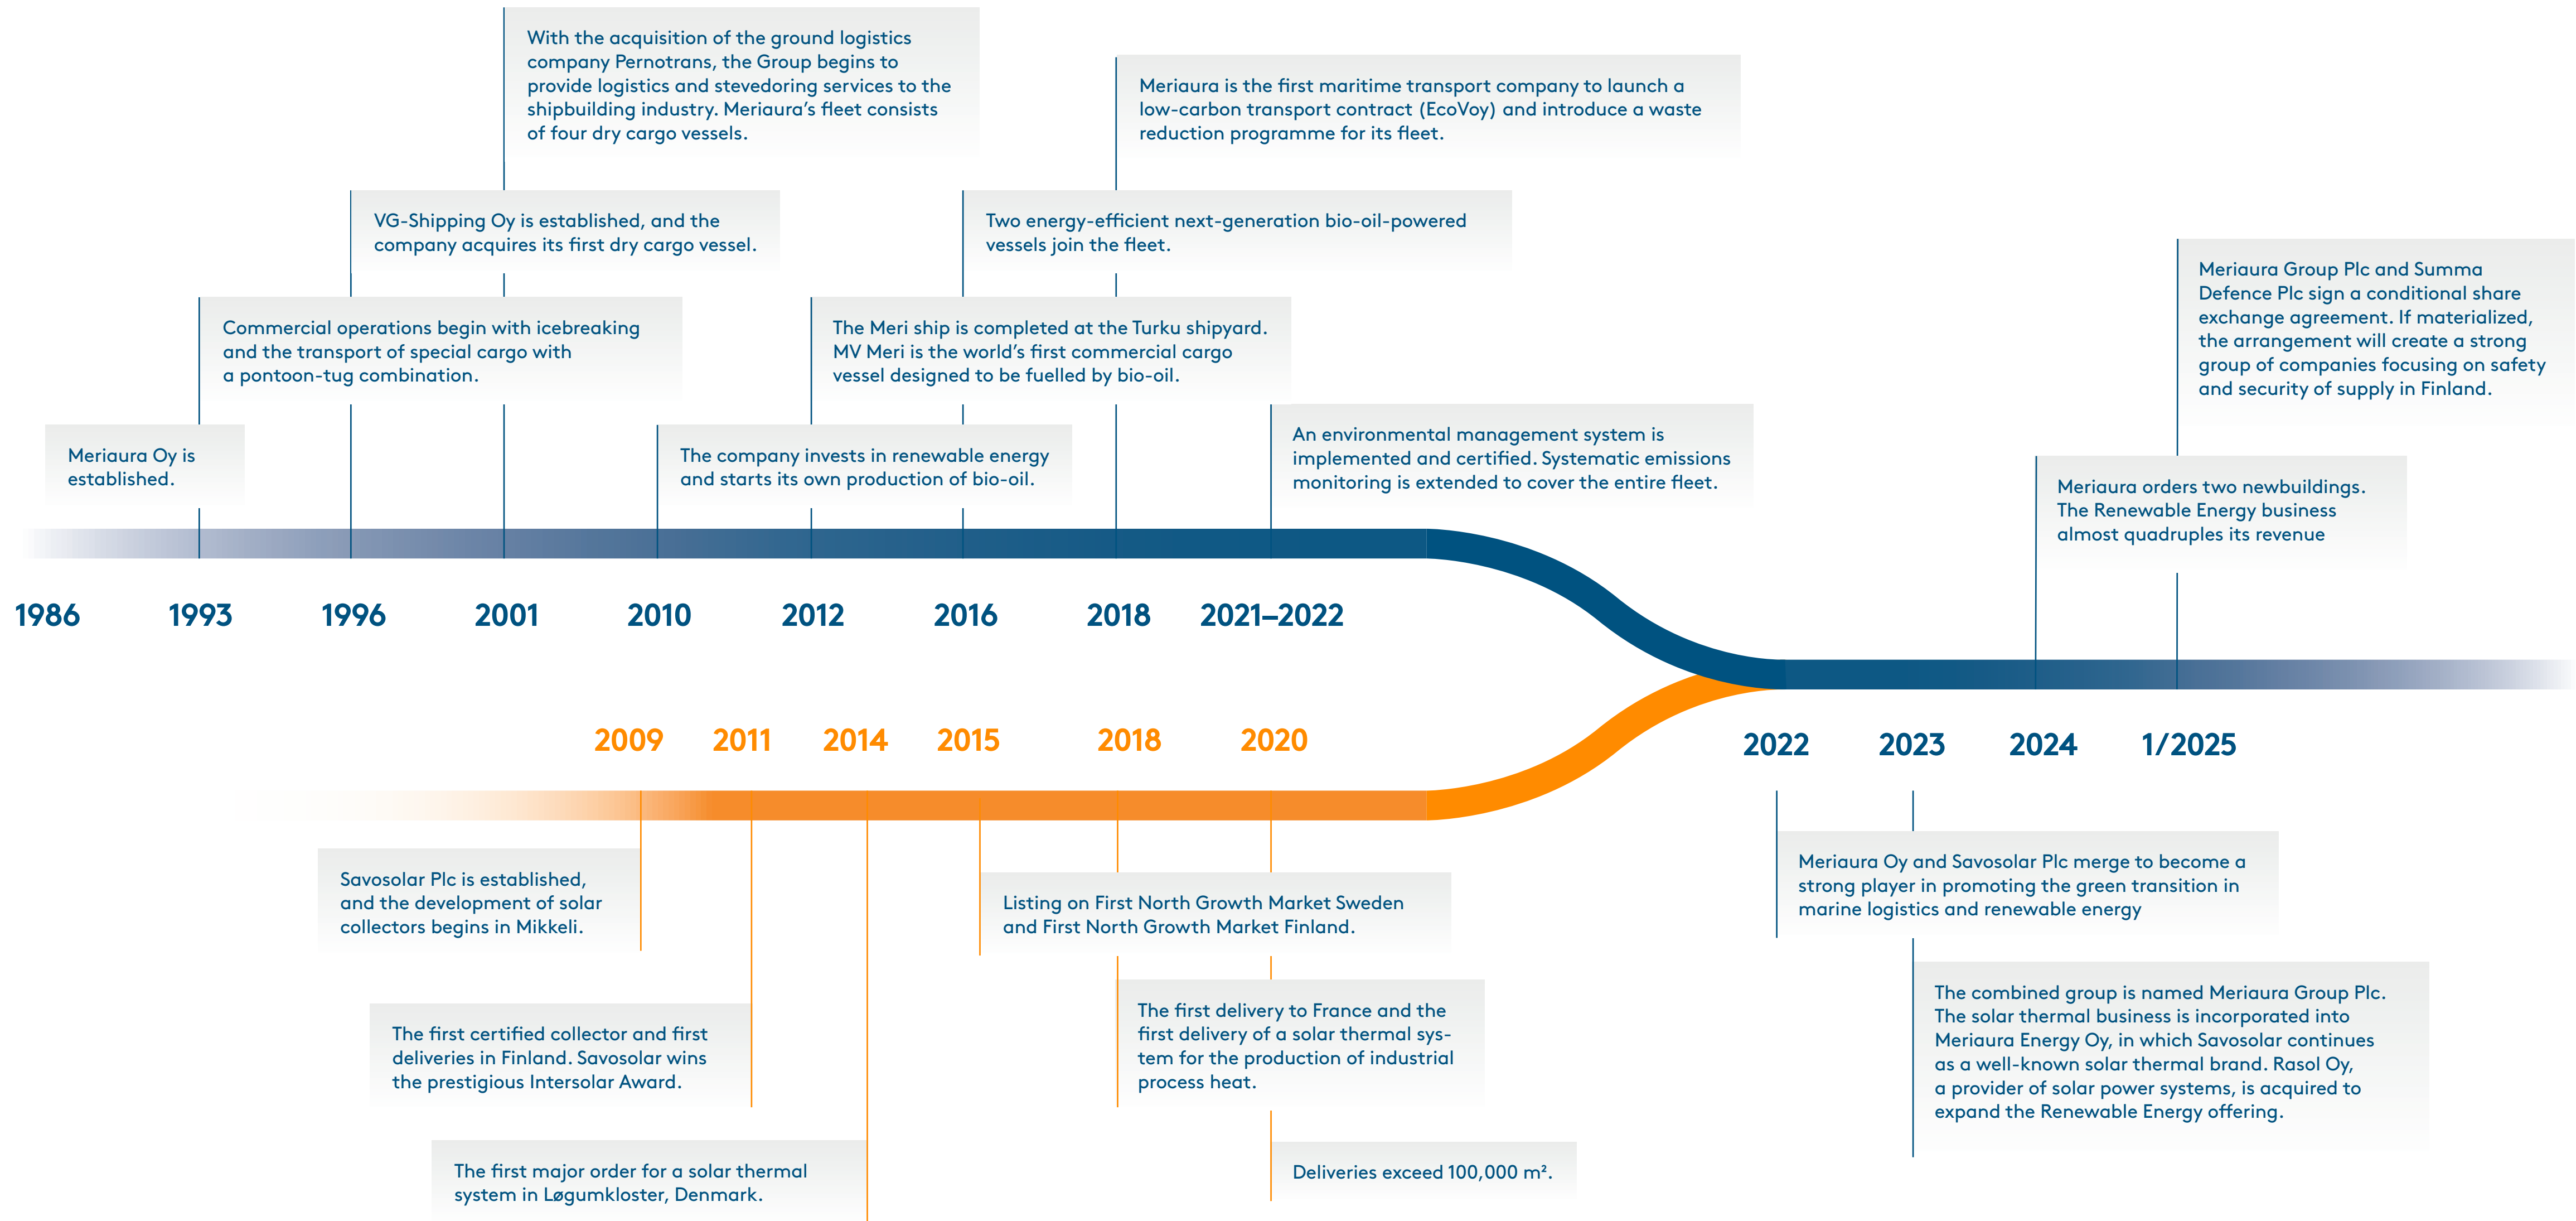 With the acquisition of the ground logistics
company Pernotrans, the Group begins to
provide logistics and stevedoring services to the
shipbuilding industry. Meriaura’s fleet consists
of four dry cargo vessels.
Meriaura is the first maritime transport company to launch a
low-carbon transport contract (EcoVoy) and introduce a waste
reduction programme for its fleet.
VG-Shipping Oy is established, and the
company acquires its first dry cargo vessel.
Two energy-efficient next-generation bio-oil-powered
vessels join the fleet.
Meriaura Group Plc and Summa
Defence Plc sign a conditional share
exchange agreement. If materialized,
the arrangement will create a strong
group of companies focusing on safety
and security of supply in Finland.
Commercial operations begin with icebreaking
and the transport of special cargo with
a pontoon-tug combination.
The Meri ship is completed at the Turku shipyard.
MV Meri is the world’s first commercial cargo
vessel designed to be fuelled by bio-oil.
Meriaura Oy is
established.
The company invests in renewable energy
and starts its own production of bio-oil.
An environmental management system is
implemented and certified. Systematic emissions
monitoring is extended to cover the entire fleet.
Meriaura orders two newbuildings.
The Renewable Energy business
almost quadruples its revenue
1986
1993
1996
2001
2010
2012
2016
2018
2021–2022
2009
2011
2014
2015
2018
2020
2022
2023
2024
1/2025
Savosolar Plc is established,
and the development of solar
collectors begins in Mikkeli.
Listing on First North Growth Market Sweden
and First North Growth Market Finland.
Meriaura Oy and Savosolar Plc merge to become a
strong player in promoting the green transition in
marine logistics and renewable energy
The first certified collector and first
deliveries in Finland. Savosolar wins
the prestigious Intersolar Award.
The first delivery to France and the
first delivery of a solar thermal sys-
tem for the production of industrial
process heat.
The combined group is named Meriaura Group Plc.
The solar thermal business is incorporated into
Meriaura Energy Oy, in which Savosolar continues
as a well-known solar thermal brand. Rasol Oy,
a provider of solar power systems, is acquired to
expand the Renewable Energy offering.
The first major order for a solar thermal
system in Løgumkloster, Denmark.
Deliveries exceed 100,000 m².